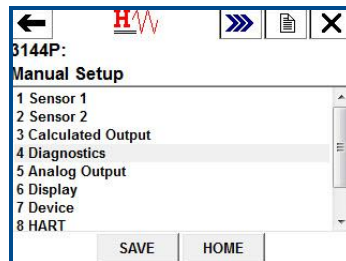 H
3144P:
Manual Setup
1 Sensor 1
2 Sensor 2
3 Calculated Output
4 Diagnostics
5 Analog Output
6 Display
7 Device
8 HART
SAVE HOME